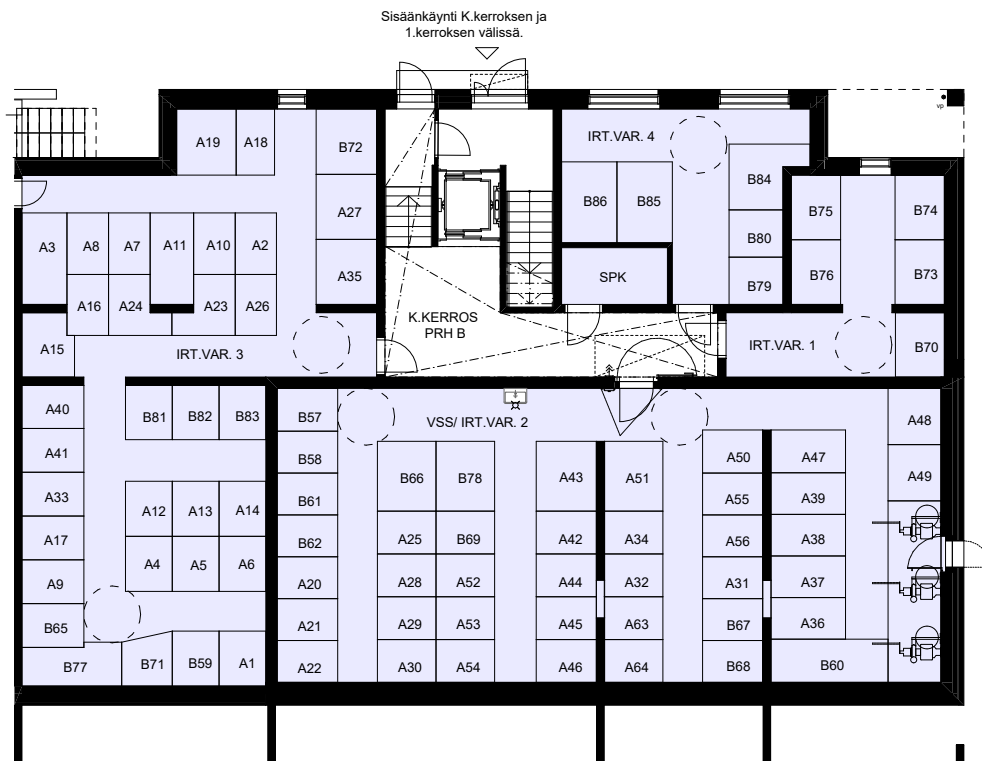 Sisäänkäynti K.kerroksen ja
1.kerroksen välissä.
vp
A19 A18 B72
IRT.VAR. 4
B84
B86 B85
A27
B75 B74
A3 A8 A7 A11 A10 A2
B80
A35
SPK
B76 B73
B79
A16 A24 A23 A26
K.KERROS
PRH B
A15
IRT.VAR. 3
IRT.VAR. 1
B70
A40
B81 B82 B83
B57
VSS/ IRT.VAR. 2
A48
A41
B58
A50 A47
B66 B78 A43 A51
A49
A33
B61
A55 A39
A12 A13 A14
A17
B62
A25 B69 A42 A34
A56 A38
A4 A5 A6
A9
A20
A28 A52 A44 A32
A31 A37
B65
A21
A29 A53 A45 A63
B67 A36
B77 B71 B59 A1
A22
A30 A54 A46 A64
B68 B60